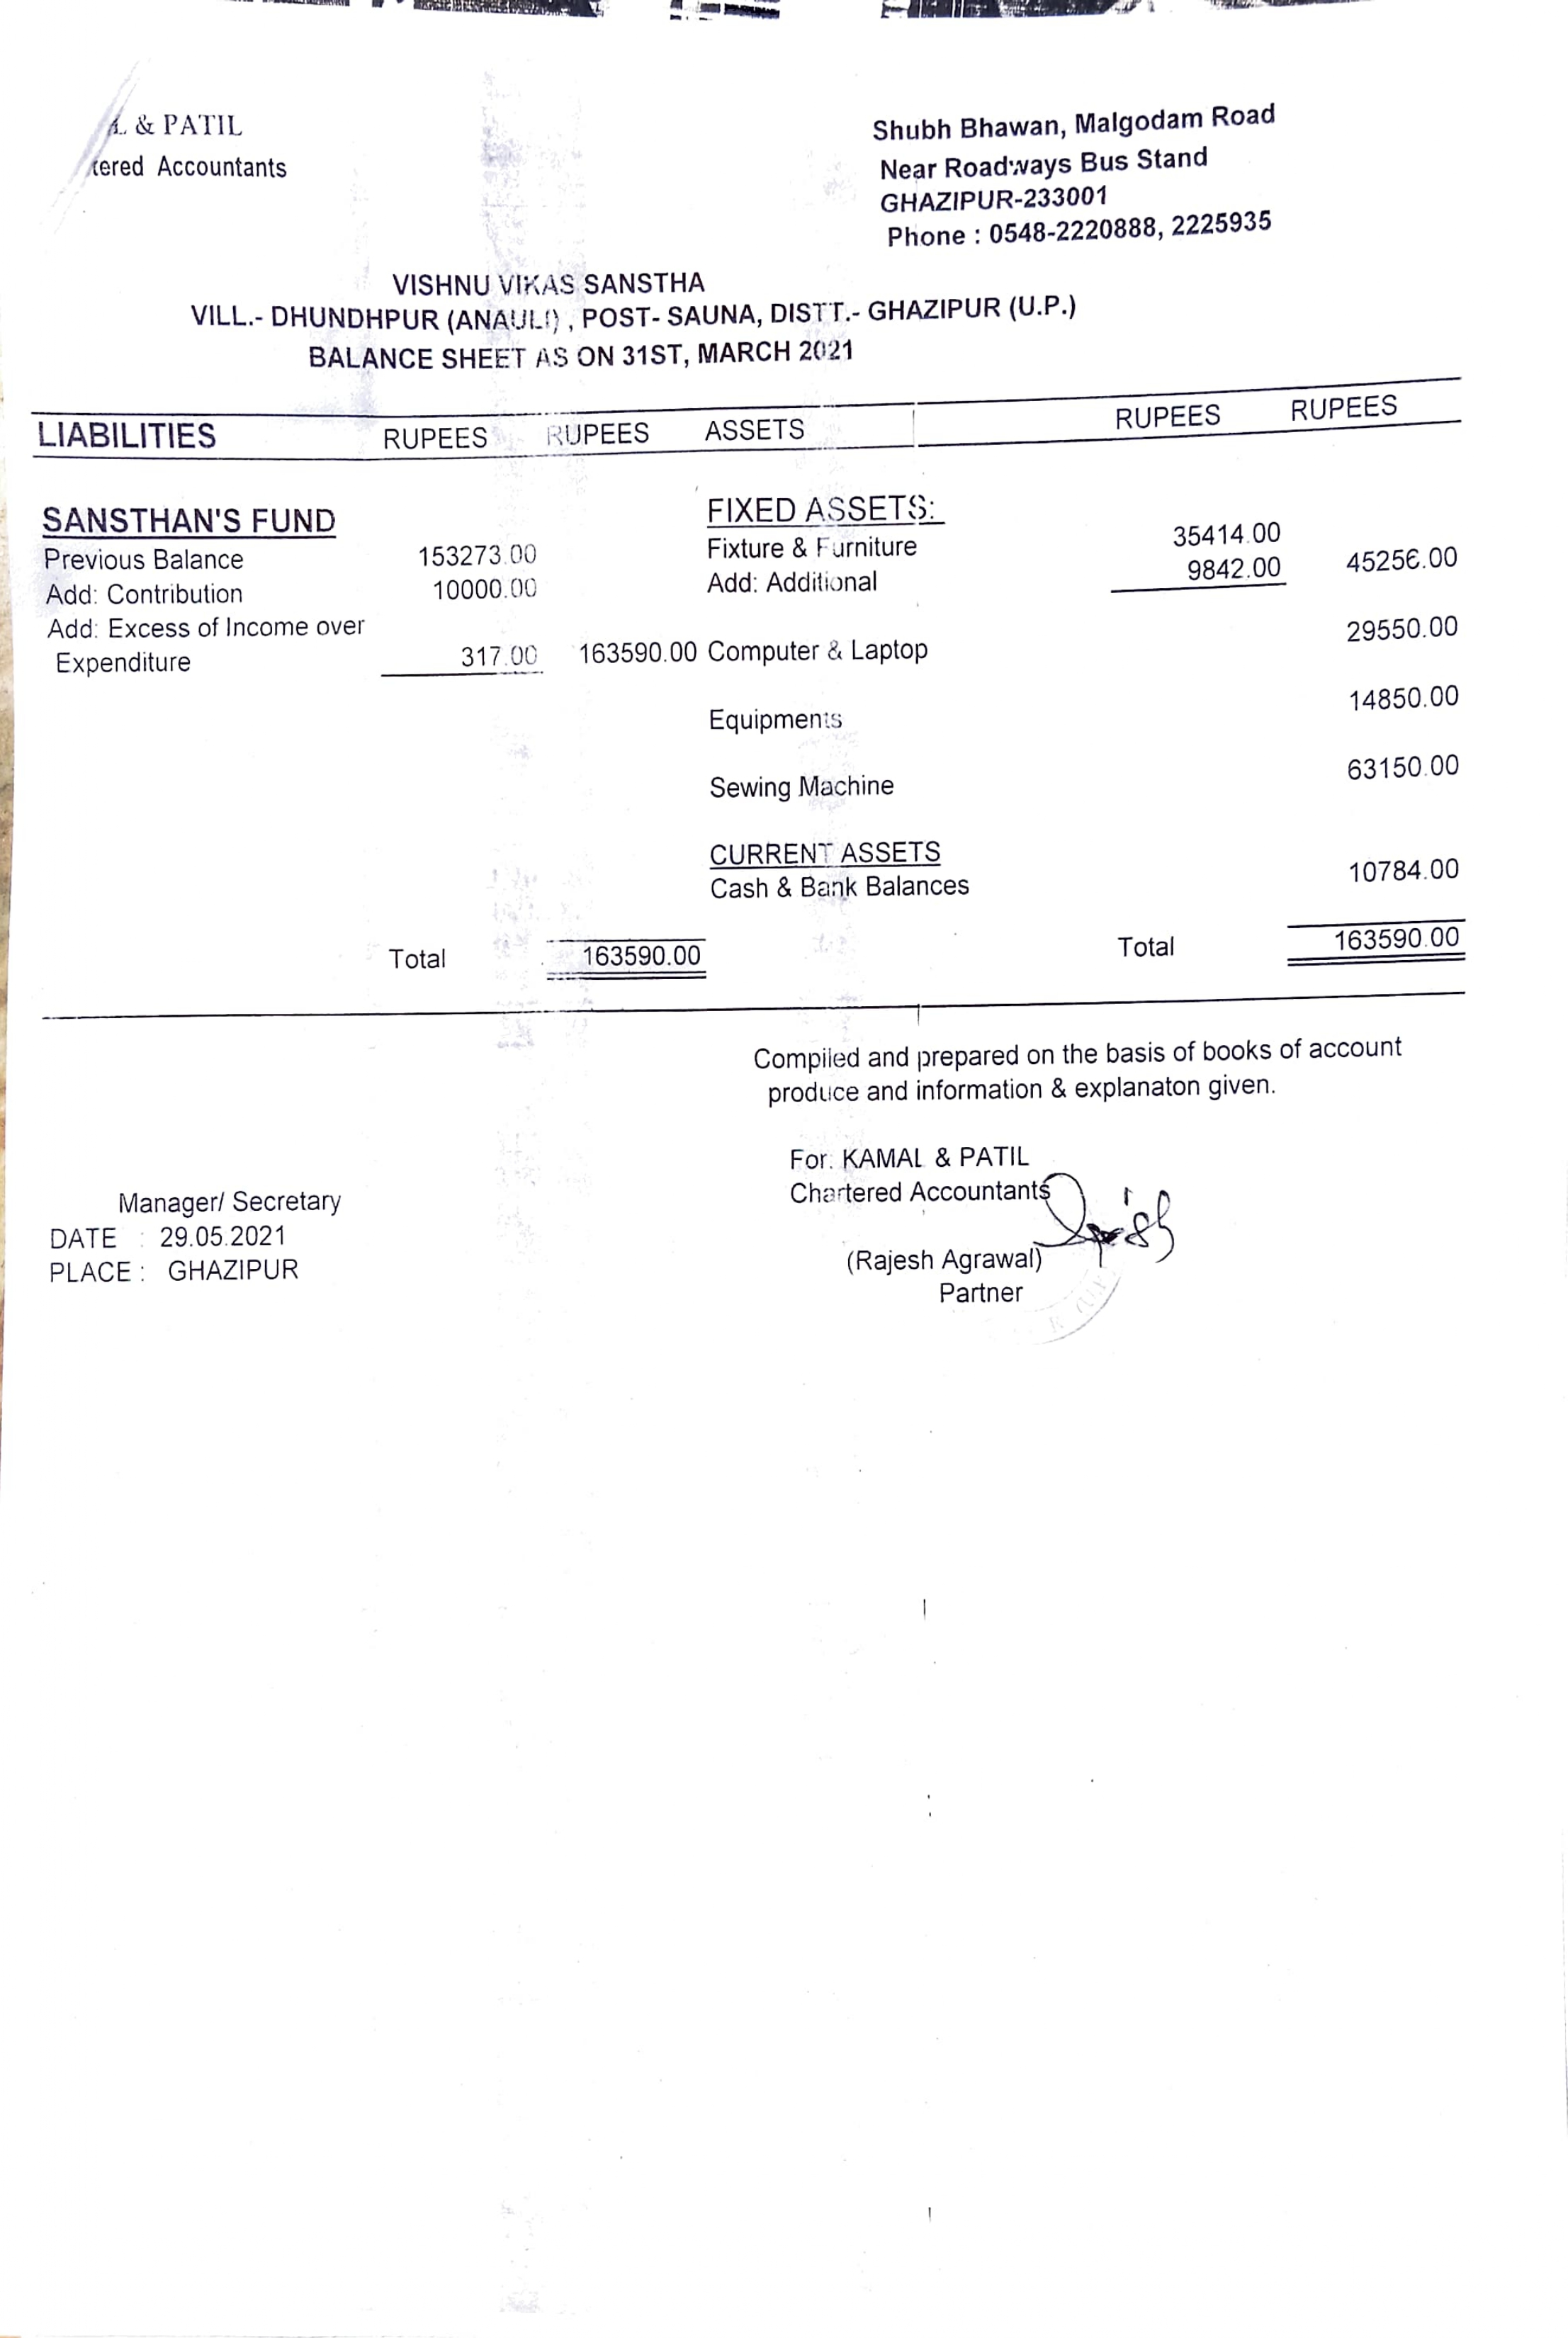 & PATIL
tered Accountants
Shubh Bhawan, Malgodam Road
Near Roadways Bus Stand
GHAZIPUR-233001
Phone : 0548-2220888, 2225935
VISHNU VIKAS SANSTHA
VILL.- DHUNDHPUR (ANAULI) , POST- SAUNA, DISTT.- GHAZIPUR (U.P.)
BALANCE SHEET AS ON 31ST, MARCH 2021
LIABILITIES RUPEES RUPEES ASSETS RUPEES RUPEES
SANSTHAN'S FUND FIXED ASSETS:
Previous Balance 153273.00 Fixture & Furniture 35414.00
Add: Contribution 10000.00 Add: Additional 9842.00 45256.00
Add: Excess of Income over
Expenditure 317.00 163590.00 Computer & Laptop 29550.00
Equipments 14850.00
Sewing Machine 63150.00
CURRENT ASSETS
Cash & Bank Balances 10784.00
Total 163590.00 Total 163590.00
Compiled and prepared on the basis of books of account
produce and information & explanaton given.
For. KAMAL & PATIL
Chartered Accountants
(Rajesh Agrawal)
Partner
Manager/ Secretary
DATE : 29.05.2021
PLACE : GHAZIPUR